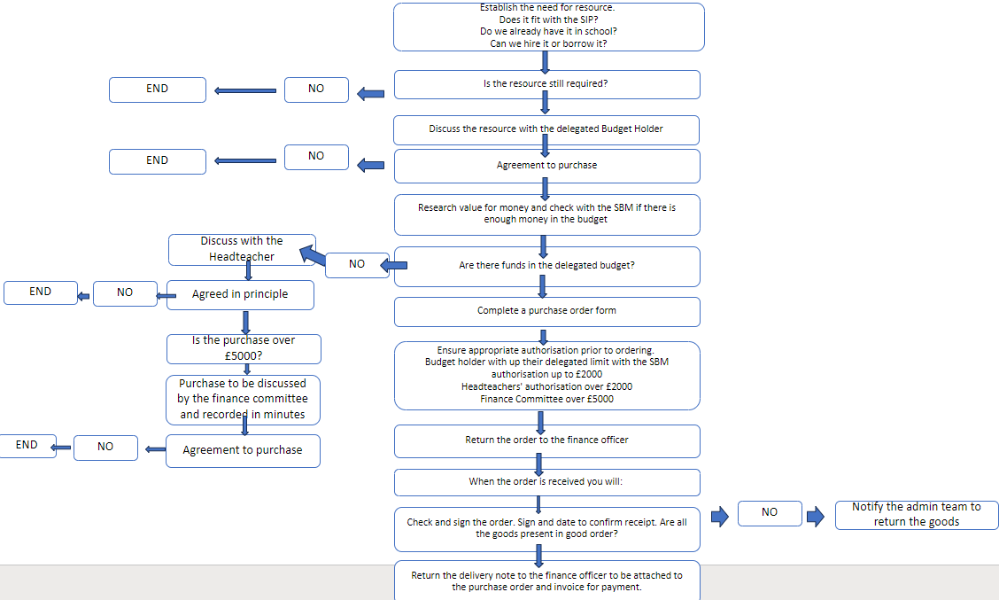 Establish the need for resource.
Does it fit with the SIP?
Do we already have it in school?
Can we hire it or borrow it?
Is the resource still required?
NO
END
Discuss the resource with the delegated Budget Holder
Agreement to purchase
NO
END
Research value for money and check with the SBM if there is
enough money in the budget
Are there funds in the delegated budget?
NO
Discuss with the
Headteacher
Agreed in principle
NO
END
Is the purchase over
£5000?
Purchase to be discussed
by the finance committee
and recorded in minutes
Agreement to purchase
NO
END
Complete a purchase order form
Ensure appropriate authorisation prior to ordering.
Budget holder with up their delegated limit with the SBM
authorisation up to £2000
Headteachers' authorisation over £2000
Finance Committee over £5000
Return the order to the finance officer
When the order is received you will:
Check and sign the order. Sign and date to confirm receipt. Are all
the goods present in good order?
NO
Notify the admin team to
return the goods
Return the delivery note to the finance officer to be attached to
the purchase order and invoice for payment.